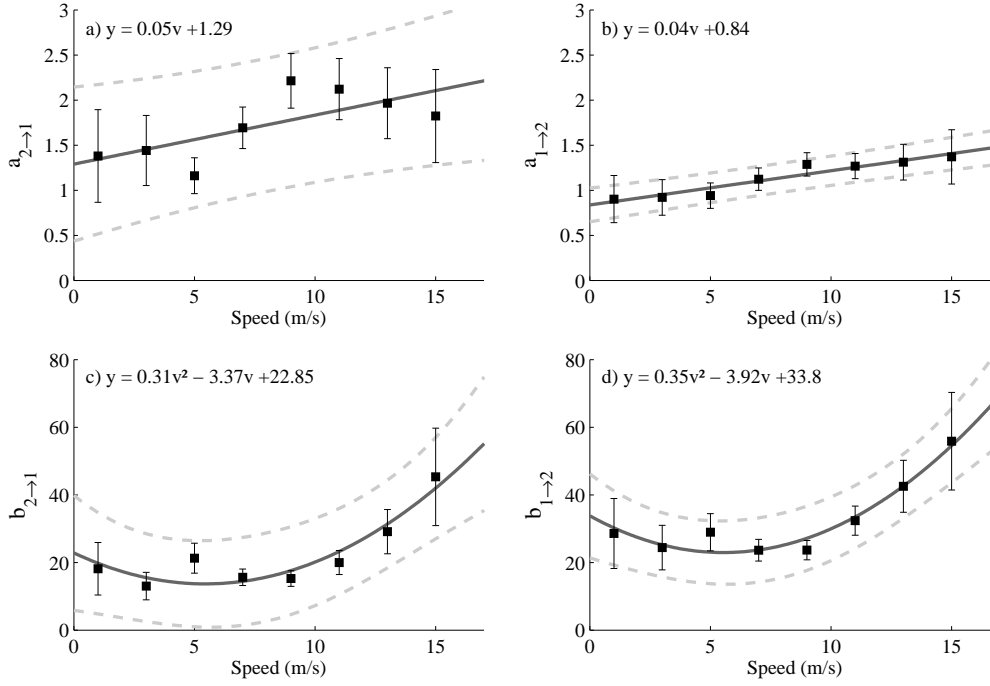 a) y = 0.05v +1.29
3
2.5
2
1.5
1
0.5
0
a2→1
0 5 10 15
Speed (m/s)
b) y = 0.04v +0.84
3
2.5
2
1.5
1
0.5
0
a1→2
0 5 10 15
Speed (m/s)
c) y = 0.31v² − 3.37v +22.85
80
60
40
20
0
b2→1
0 5 10 15
Speed (m/s)
d) y = 0.35v² − 3.92v +33.8
80
60
40
20
0
b1→2
0 5 10 15
Speed (m/s)